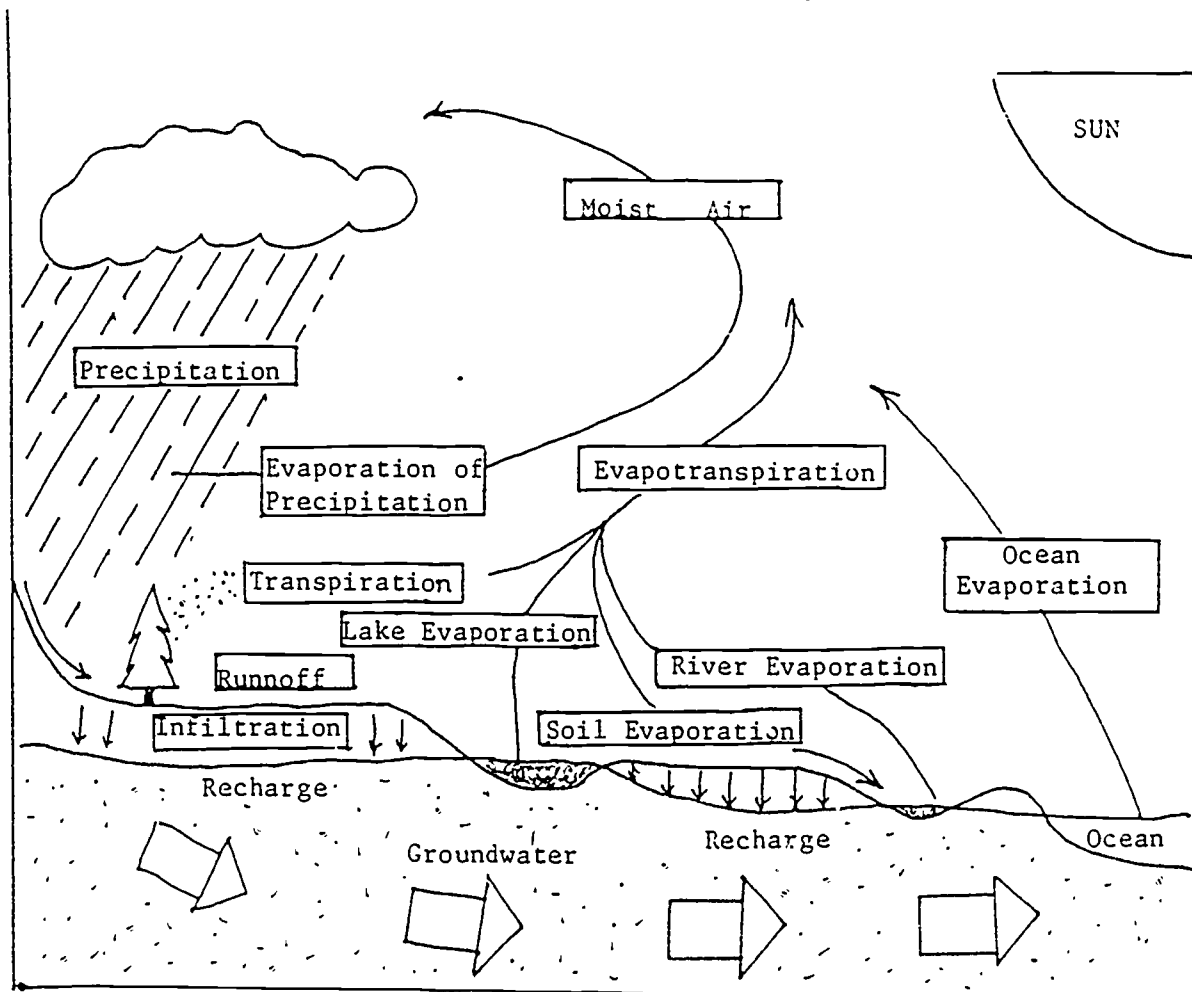 SUN
Moist Air
Precipitation
Evaporation of
Precipitation
Evapotranspiration
Ocean
Evaporation
Transpiration
Lake Evaporation
River Evaporation
Runnoff
Infiltration
Soil Evaporation
Recharge
Recharge
Groundwater
Ocean